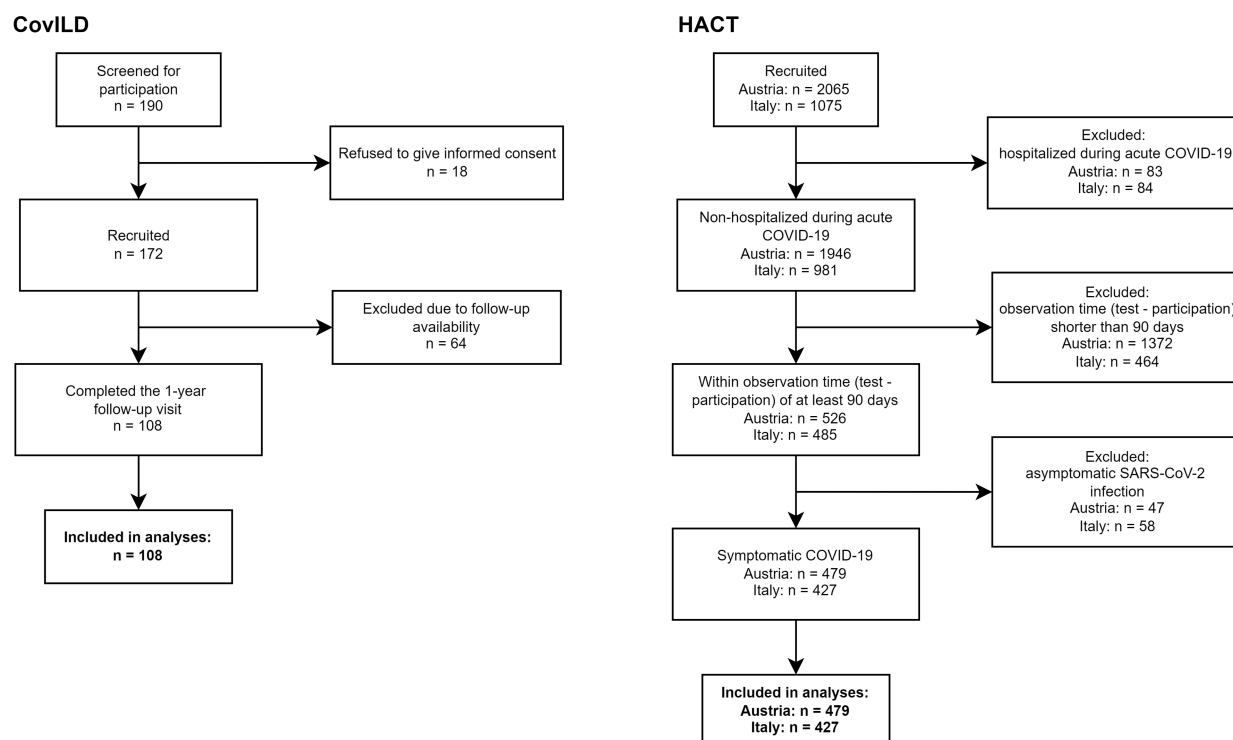 CovILD
Screened for
participation
n = 190
Refused to give informed consent
n = 18
Recruited
n = 172
Excluded due to follow-up
availability
n = 64
Completed the 1-year
follow-up visit
n = 108
Included in analyses:
n = 108
HACT
Recruited
Austria: n = 2065
Italy: n = 1075
Excluded:
hospitalized during acute COVID-19
Austria: n = 83
Italy: n = 84
Non-hospitalized during acute
COVID-19
Austria: n = 1946
Italy: n = 981
Excluded:
observation time (test - participation)
shorter than 90 days
Austria: n = 1372
Italy: n = 464
Within observation time (test -
participation) of at least 90 days
Austria: n = 526
Italy: n = 485
Excluded:
asymptomatic SARS-CoV-2
infection
Austria: n = 47
Italy: n = 58
Symptomatic COVID-19
Austria: n = 479
Italy: n = 427
Included in analyses:
Austria: n = 479
Italy: n = 427